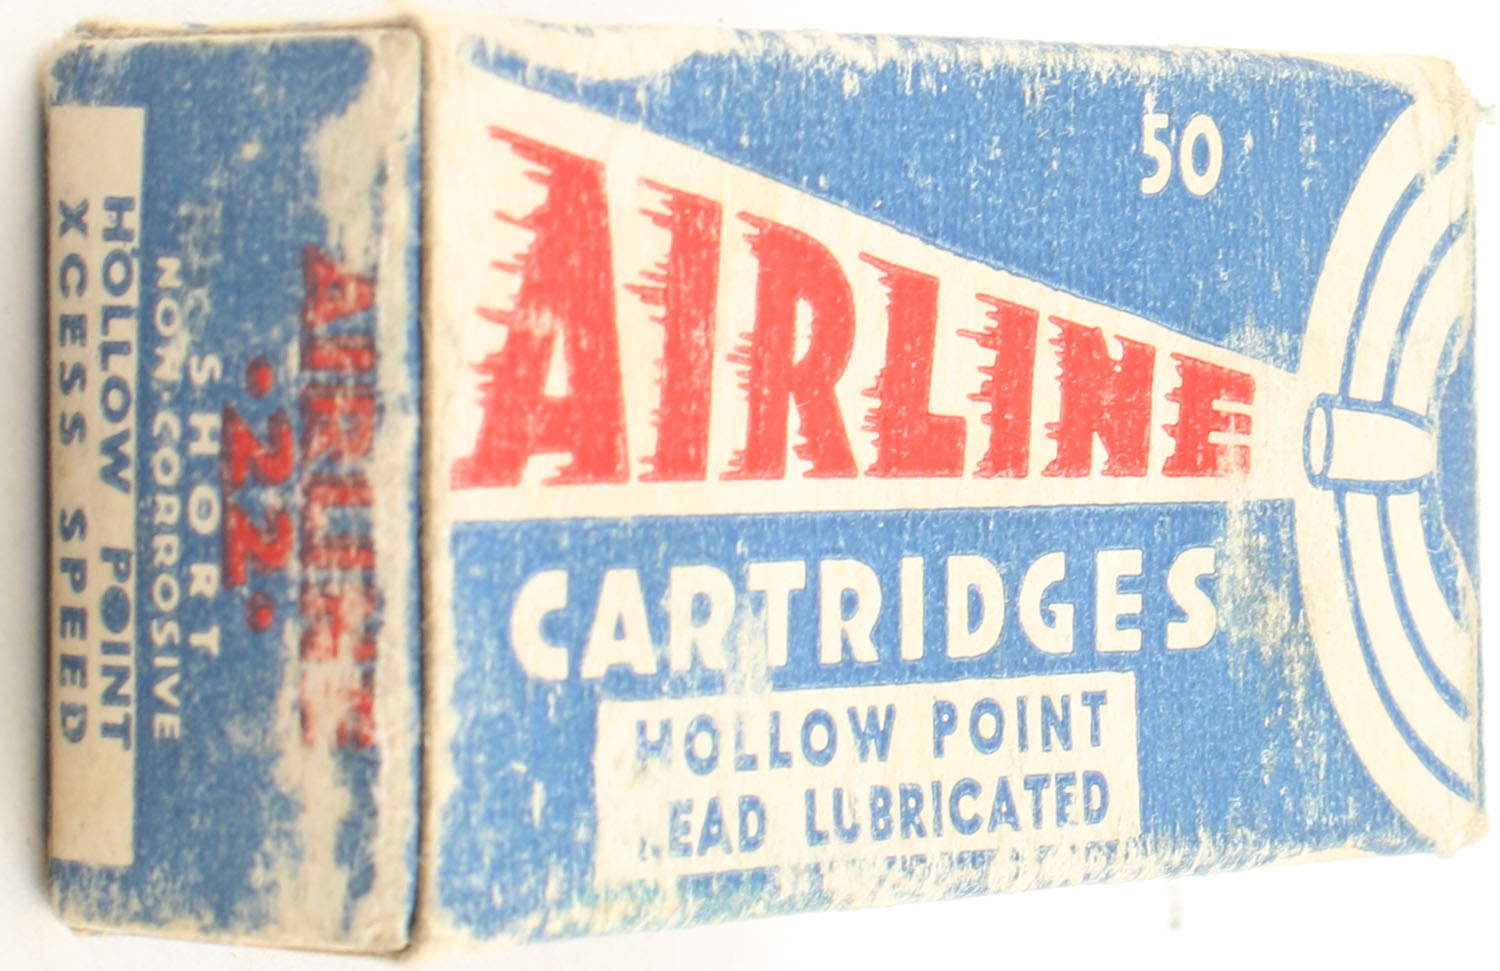 50
AIRLINE
CARTRIDGES
HOLLOW POINT
LEAD LUBRICATED
AIRLINE
.22.
SHORT
NON-CORROSIVE
HOLLOW POINT
XCESS SPEED